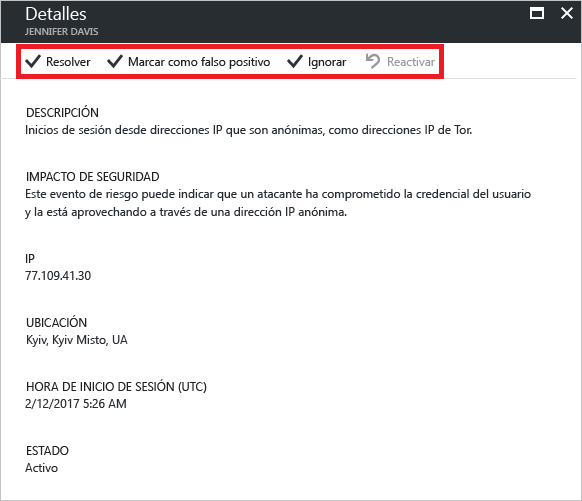 Detalles
JENNIFER DAVIS
Resolver Marcar como falso positivo Ignorar Reactivar
DESCRIPCIÓN
Inicios de sesión desde direcciones IP que son anónimas, como direcciones IP de Tor.
IMPACTO DE SEGURIDAD
Este evento de riesgo puede indicar que un atacante ha comprometido la credencial del usuario
y la está aprovechando a través de una dirección IP anónima.
IP
77.109.41.30
UBICACIÓN
Kyiv, Kyiv Misto, UA
HORA DE INICIO DE SESIÓN (UTC)
2/12/2017 5:26 AM
ESTADO
Activo